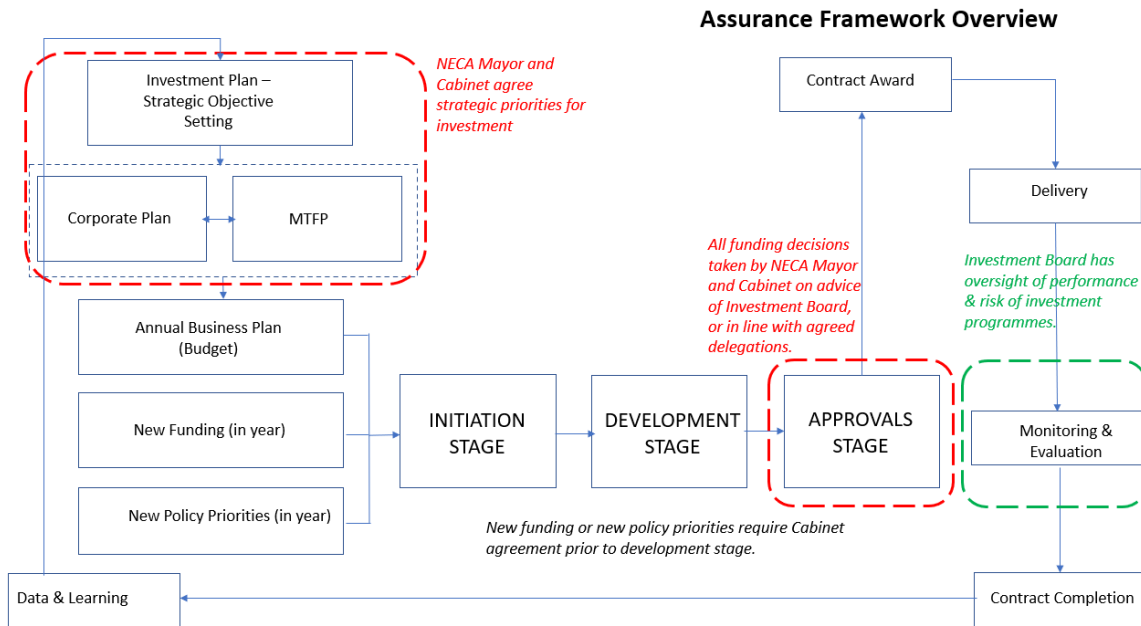 Assurance Framework Overview
Investment Plan –
Strategic Objective
Setting
NECA Mayor and
Cabinet agree
strategic priorities for
investment
Corporate Plan
MTFP
Annual Business Plan
(Budget)
New Funding (in year)
New Policy Priorities (in year)
INITIATION
STAGE
DEVELOPMENT
STAGE
APPROVALS
STAGE
All funding decisions
taken by NECA Mayor
and Cabinet on advice
of Investment Board,
or in line with agreed
delegations.
Contract Award
Delivery
Investment Board has
oversight of performance
& risk of investment
programmes.
Monitoring &
Evaluation
New funding or new policy priorities require Cabinet
agreement prior to development stage.
Contract Completion
Data & Learning